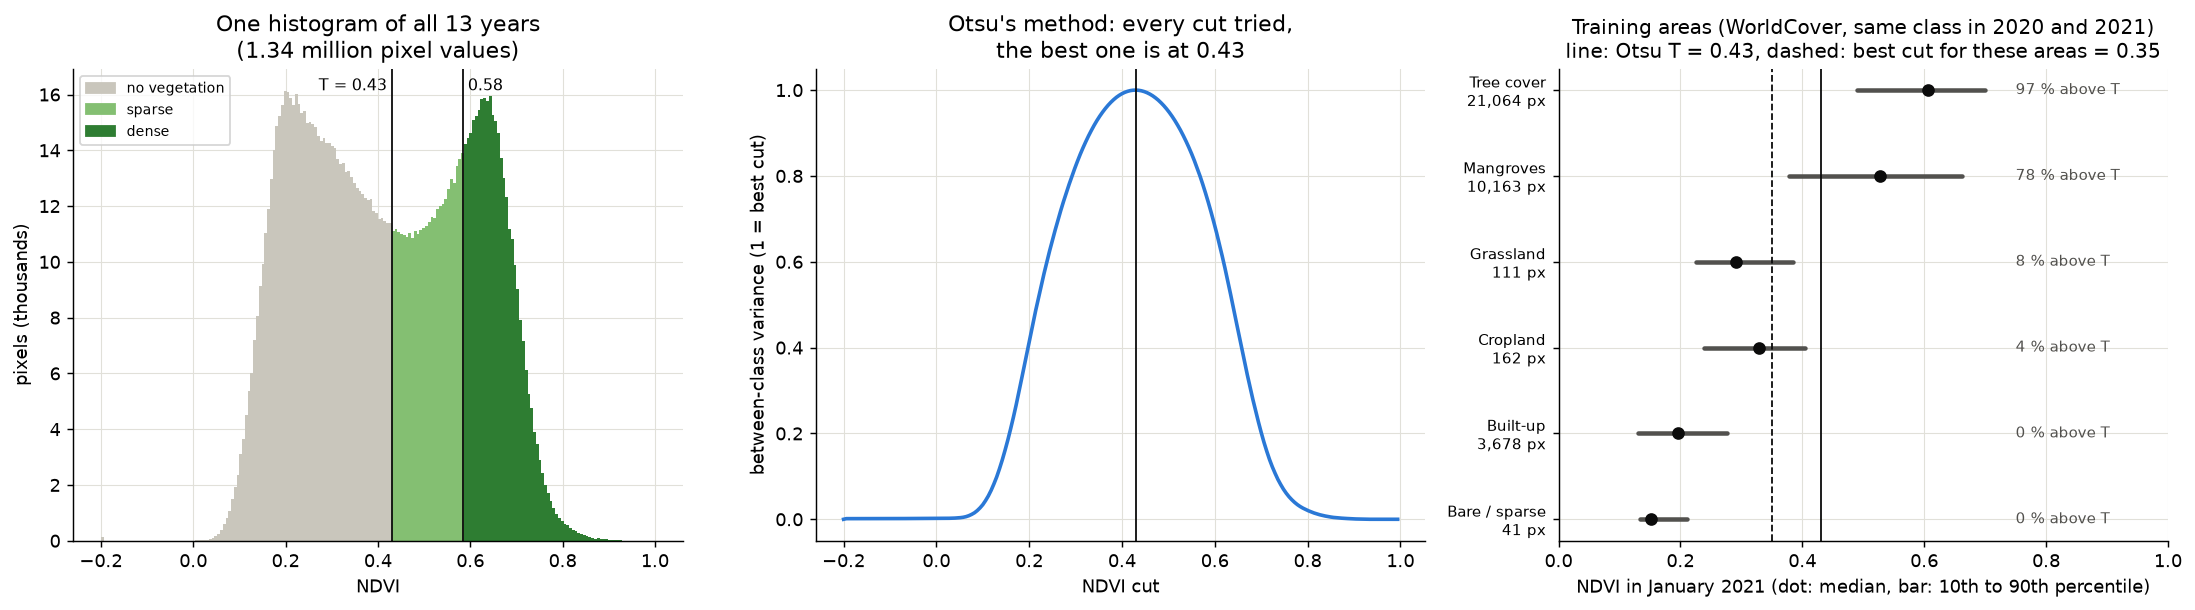 One histogram of all 13 years
(1.34 million pixel values)
no vegetation
sparse
dense
T = 0.43
0.58
16
14
12
10
8
6
4
2
0
pixels (thousands)
−0.2
0.0
0.2
0.4
0.6
0.8
1.0
NDVI
Otsu's method: every cut tried,
the best one is at 0.43
1.0
0.8
0.6
0.4
0.2
0.0
between-class variance (1 = best cut)
−0.2
0.0
0.2
0.4
0.6
0.8
1.0
NDVI cut
Training areas (WorldCover, same class in 2020 and 2021)
line: Otsu T = 0.43, dashed: best cut for these areas = 0.35
Tree cover
21,064 px
97 % above T
Mangroves
10,163 px
78 % above T
Grassland
111 px
8 % above T
Cropland
162 px
4 % above T
Built-up
3,678 px
0 % above T
Bare / sparse
41 px
0 % above T
0.0
0.2
0.4
0.6
0.8
1.0
NDVI in January 2021 (dot: median, bar: 10th to 90th percentile)